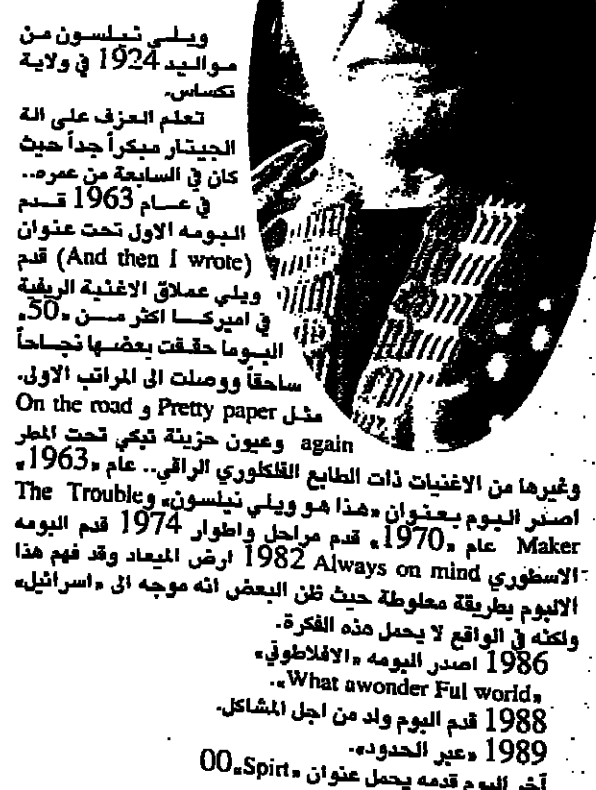 ويلي نيلسون من
مواليد 1924 في ولاية
تكساس.
تعلم العزف على الة
الجيتار مبكراً جداً حيث
كان في السابعة من عمره..
في عام 1963 قدم
البومه الاول تحت عنوان
(And then I wrote) قدم
ويلي عملاق الاغنية الريفية
في اميركا اكثر من «50»
البوما حققت بعضها نجاحاً
ساحقاً ووصلت الى المراتب الاولى.
مثل Pretty paper و On the road
again وعيون حزينة تبكي تحت المطر
وغيرها من الاغنيات ذات الطابع الفلكلوري الراقي.. عام «1963»
اصدر البوم بعنوان «هذا هو ويلي نيلسون» وThe Trouble
Maker عام «1970» قدم مراحل واطوار 1974 قدم البومه
الاسطوري Always on mind 1982 ارض الميعاد وقد فهم هذا
الالبوم بطريقة مغلوطة حيث ظن البعض انه موجه الى «اسرائيل»
ولكنه في الواقع لا يحمل هذه الفكرة.
1986 اصدر البومه «الافلاطوني»
«What awonder Ful world».
1988 قدم البوم ولد من اجل المشاكل.
1989 «عبر الحدود».
آخر البوم قدمه يحمل عنوان «Spirt»00